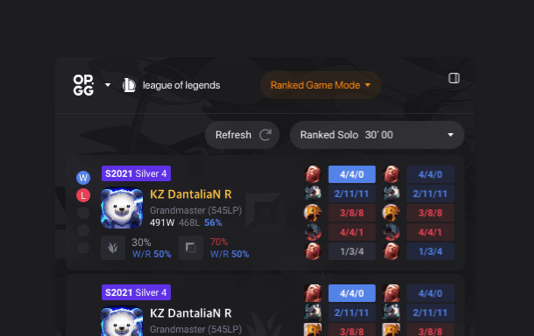 OP.
GG
league of legends
Ranked Game Mode
Refresh
Ranked Solo 30' 00
W
L
S2021 Silver 4
KZ DantaliaN R
Grandmaster (545LP)
491W 468L 56%
30%
W/R 50%
70%
W/R 50%
4/4/0 4/4/0
2/11/11 2/11/11
3/8/8 3/8/8
4/4/1 4/4/1
1/3/4 1/3/4
S2021 Silver 4
KZ DantaliaN R
Grandmaster (545LP)
4/4/0 4/4/0
2/11/11 2/11/11
3/8/8 3/8/8